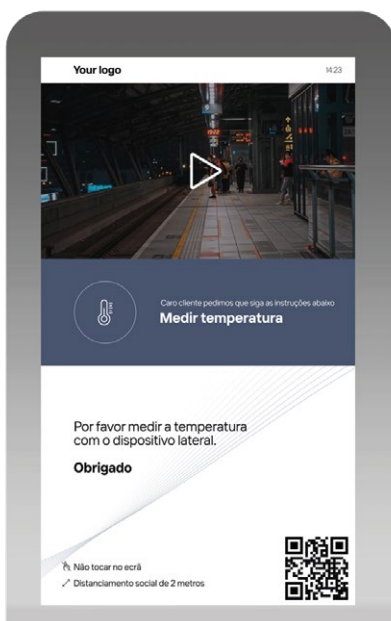 Your logo
14:23
Caro cliente pedimos que siga as instruções abaixo
Medir temperatura
Por favor medir a temperatura
com o dispositivo lateral.
Obrigado
Não tocar no ecrã
Distanciamento social de 2 metros